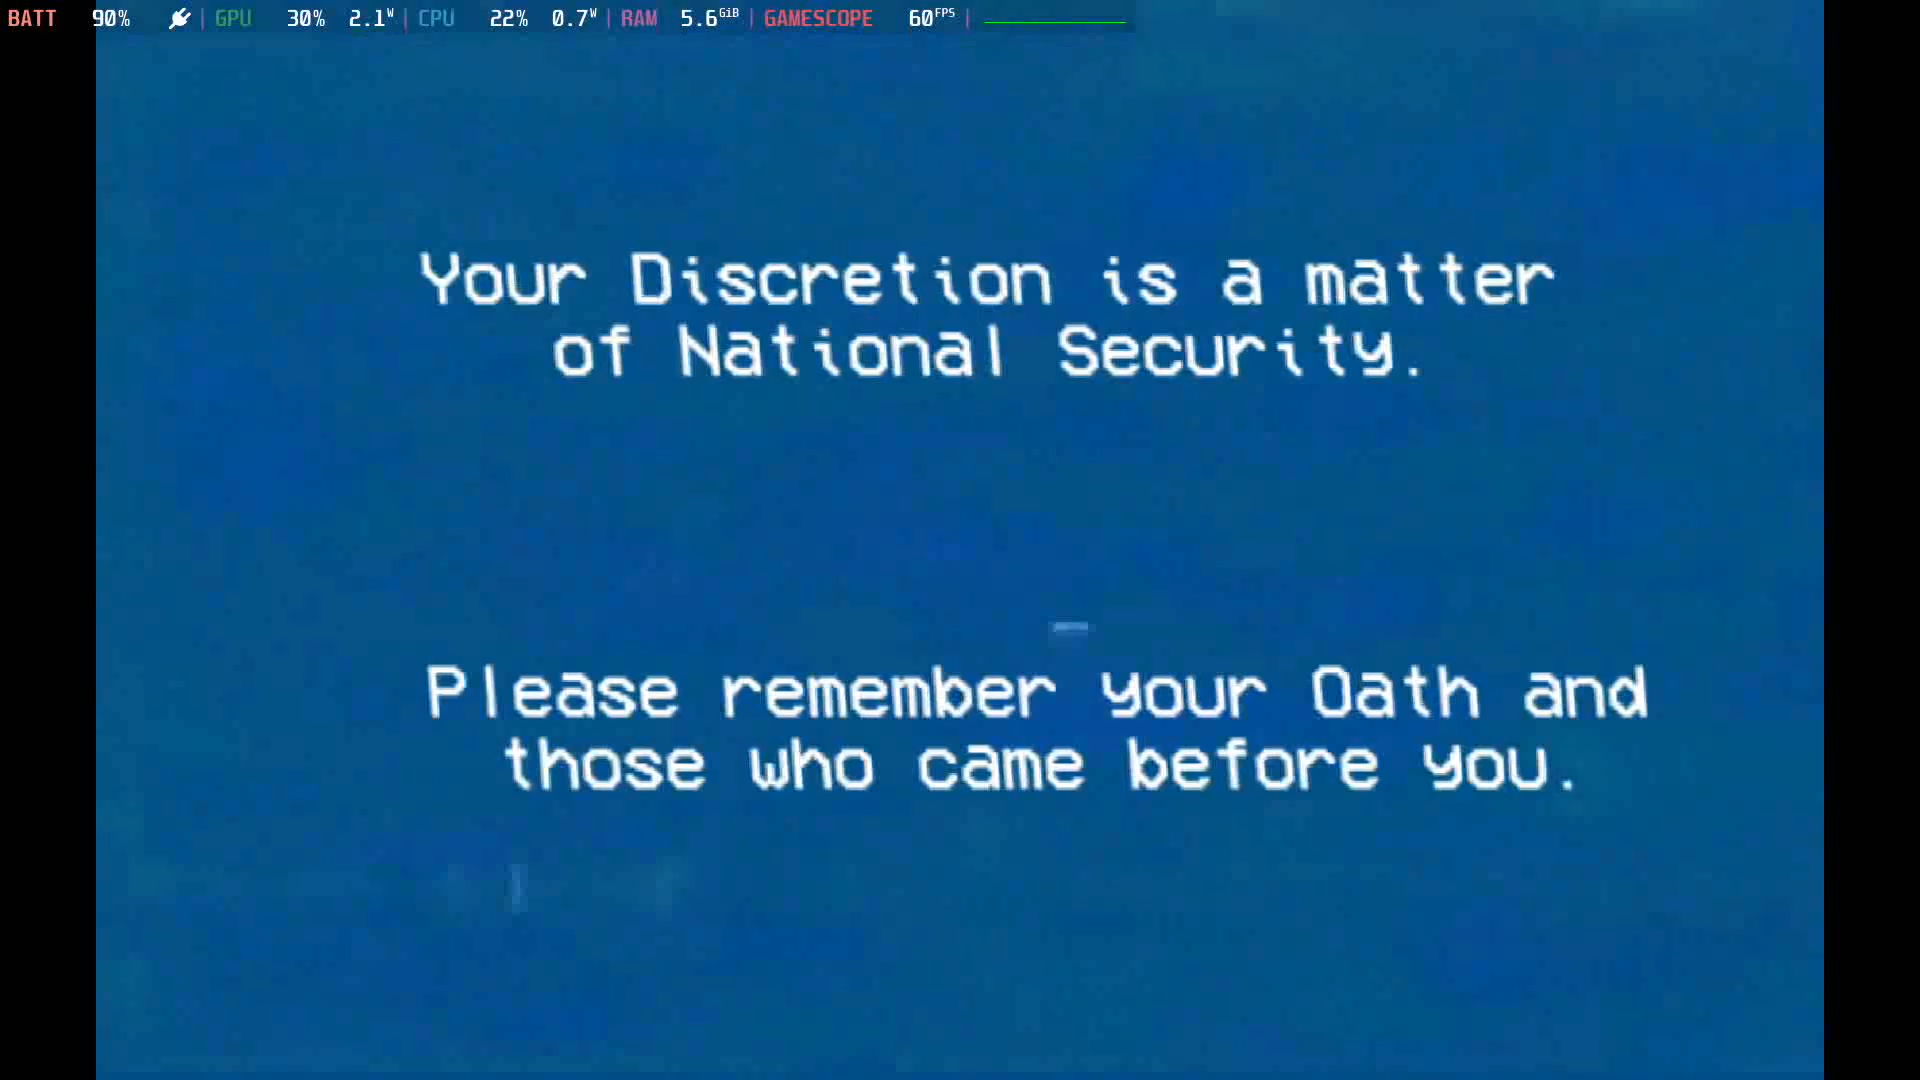 BATT 90% GPU 30% 2.1W CPU 22% 0.7W RAM 5.6GiB GAMESCOPE 60FPS
Your Discretion is a matter
of National Security.
Please remember your Oath and
those who came before you.